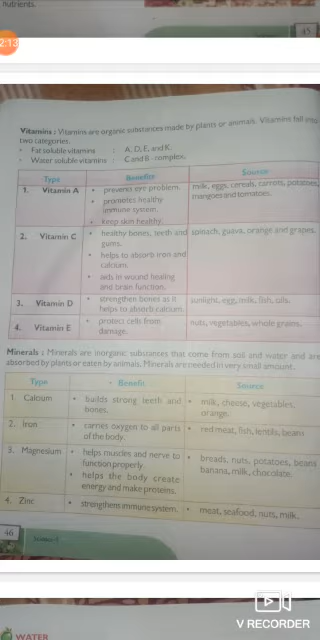 nutrients.
45
2:13
Vitamins : Vitamins are organic substances made by plants or animals. Vitamins fall into
two categories.
• Fat soluble vitamins : A, D, E, and K.
• Water soluble vitamins : C and B - complex.
Type Benefits Source
1. Vitamin A • prevents eye problem. milk, eggs, cereals, carrots, potatoes,
• promotes healthy mangoes and tomatoes.
immune system.
• keep skin healthy.
2. Vitamin C • healthy bones, teeth and spinach, guava, orange and grapes.
gums.
• helps to absorb iron and
calcium.
• aids in wound healing
and brain function.
3. Vitamin D • strengthen bones as it sunlight, egg, milk, fish, oils.
helps to absorb calcium.
4. Vitamin E • protect cells from nuts, vegetables, whole grains.
damage.
Minerals : Minerals are inorganic substances that come from soil and water and are
absorbed by plants or eaten by animals. Minerals are needed in very small amount.
Type • Benefit Source
1 Calcium • builds strong teeth and • milk, cheese, vegetables,
bones. orange.
2. Iron • carries oxygen to all parts • red meat, fish, lentils, beans
of the body.
3. Magnesium • helps muscles and nerve to • breads, nuts, potatoes, beans
function properly. banana, milk, chocolate.
• helps the body create
energy and make proteins.
4. Zinc • strengthens immune system. • meat, seafood, nuts, milk.
46
V RECORDER
WATER